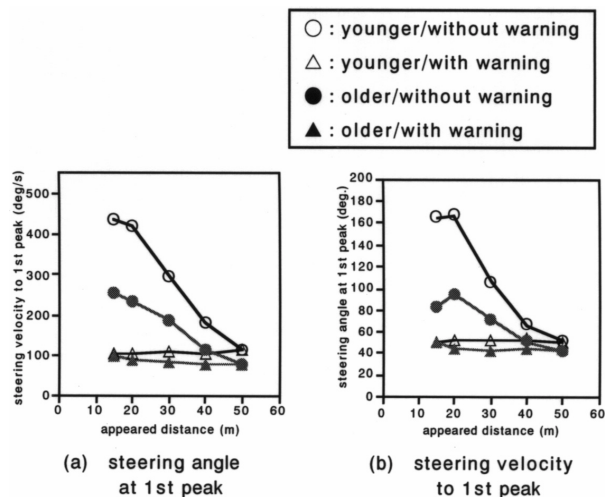 ○ : younger/without warning
△ : younger/with warning
● : older/without warning
▲ : older/with warning
steering velocity to 1st peak (deg/s)
500
400
300
200
100
0
0 10 20 30 40 50 60
appeared distance (m)
(a) steering angle
at 1st peak
steering angle at 1st peak (deg.)
200
180
160
140
120
100
80
60
40
20
0
0 10 20 30 40 50 60
appeared distance (m)
(b) steering velocity
to 1st peak